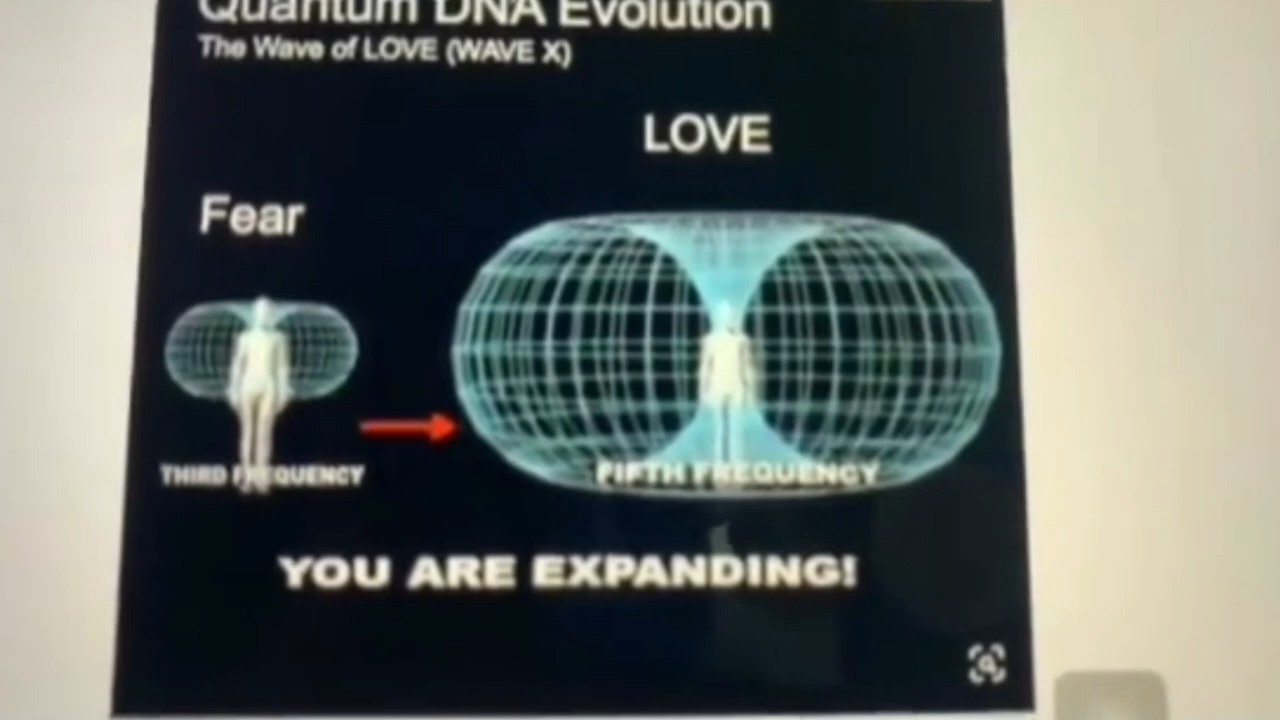 Quantum DNA Evolution
The Wave of LOVE (WAVE X)
LOVE
Fear
THIRD FREQUENCY
FIFTH FREQUENCY
YOU ARE EXPANDING!